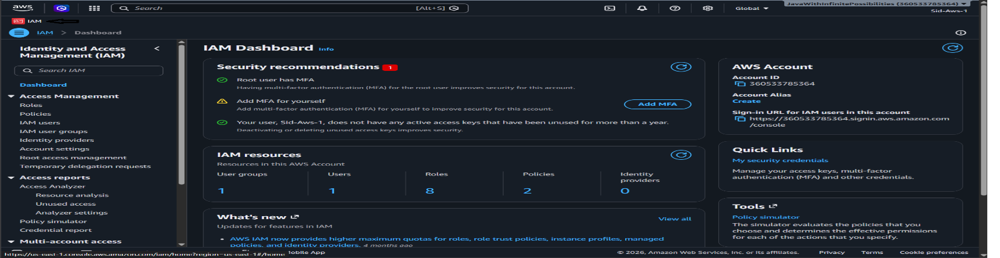 aws
Search
[Alt+S]
Global
JavaWithInfinitePossibilities (360533785364)
Sid-Aws-1
IAM
IAM > Dashboard
Identity and Access
Management (IAM)
<
Search IAM
Dashboard
Access Management
Roles
Policies
IAM users
IAM user groups
Identity providers
Account settings
Root access management
Temporary delegation requests
Access reports
Access Analyzer
Resource analysis
Unused access
Analyzer settings
Policy simulator
Credential report
Multi-account access
IAM Dashboard Info
Security recommendations 1
Root user has MFA
Having multi-factor authentication (MFA) for the root user improves security for this account.
Add MFA for yourself
Add multi-factor authentication (MFA) for yourself to improve security for this account.
Add MFA
Your user, Sid-Aws-1, does not have any active access keys that have been unused for more than a year.
Deactivating or deleting unused access keys improves security.
IAM resources
Resources in this AWS Account
User groups
1
Users
1
Roles
8
Policies
2
Identity
providers
0
What's new
View all
Updates for features in IAM
• AWS IAM now provides higher maximum quotas for roles, role trust policies, instance profiles, managed
policies, and identity providers. 4 months ago
AWS Account
Account ID
360533785364
Account Alias
Create
Sign-in URL for IAM users in this account
https://360533785364.signin.aws.amazon.com
/console
Quick Links
My security credentials
Manage your access keys, multi-factor
authentication (MFA) and other credentials.
Tools
Policy simulator
The simulator evaluates the policies that you
choose and determines the effective permissions
for each of the actions that you specify.
https://us-east-1.console.aws.amazon.com/iam/home?region=us-east-1#/home
obile App
© 2026, Amazon Web Services, Inc. or its affiliates.
Privacy
Terms
Cookie preferences